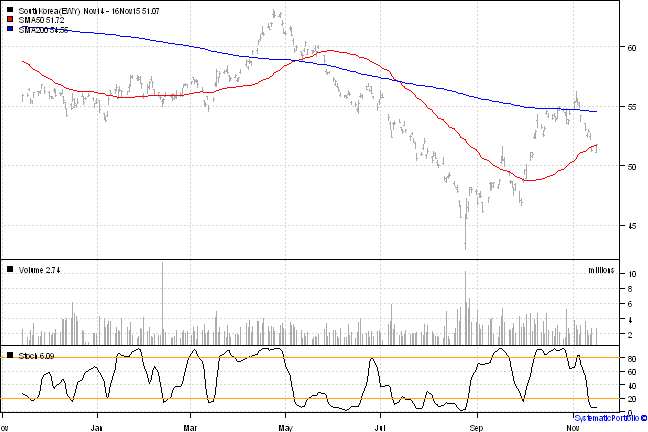 SouthKorea(EWY) Nov14 - 16Nov15 51.07
SMA50 51.72
SMA200 54.56
60
55
50
45
Volume 2.74
millions
10
8
6
4
2
Stoch 6.09
80
60
40
20
0
ov Jan Mar May Jul Sep Nov
SystematicPortfolio ©